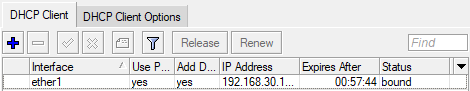 DHCP Client DHCP Client Options
Release Renew Find
Interface Use P... Add D... IP Address Expires After Status
ether1 yes yes 192.168.30.1... 00:57:44 bound